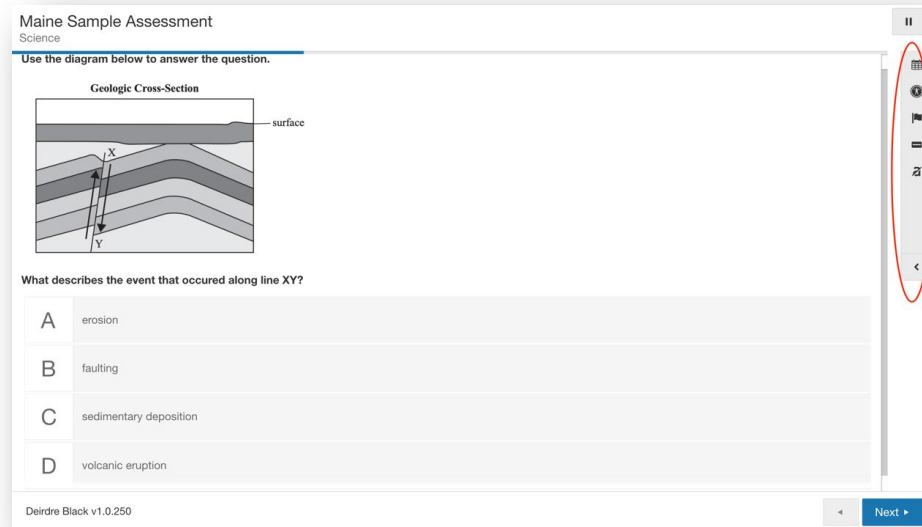 Maine Sample Assessment
Science
Use the diagram below to answer the question.
Geologic Cross-Section
surface
X
Y
What describes the event that occured along line XY?
A erosion
B faulting
C sedimentary deposition
D volcanic eruption
Deirdre Black v1.0.250
Next